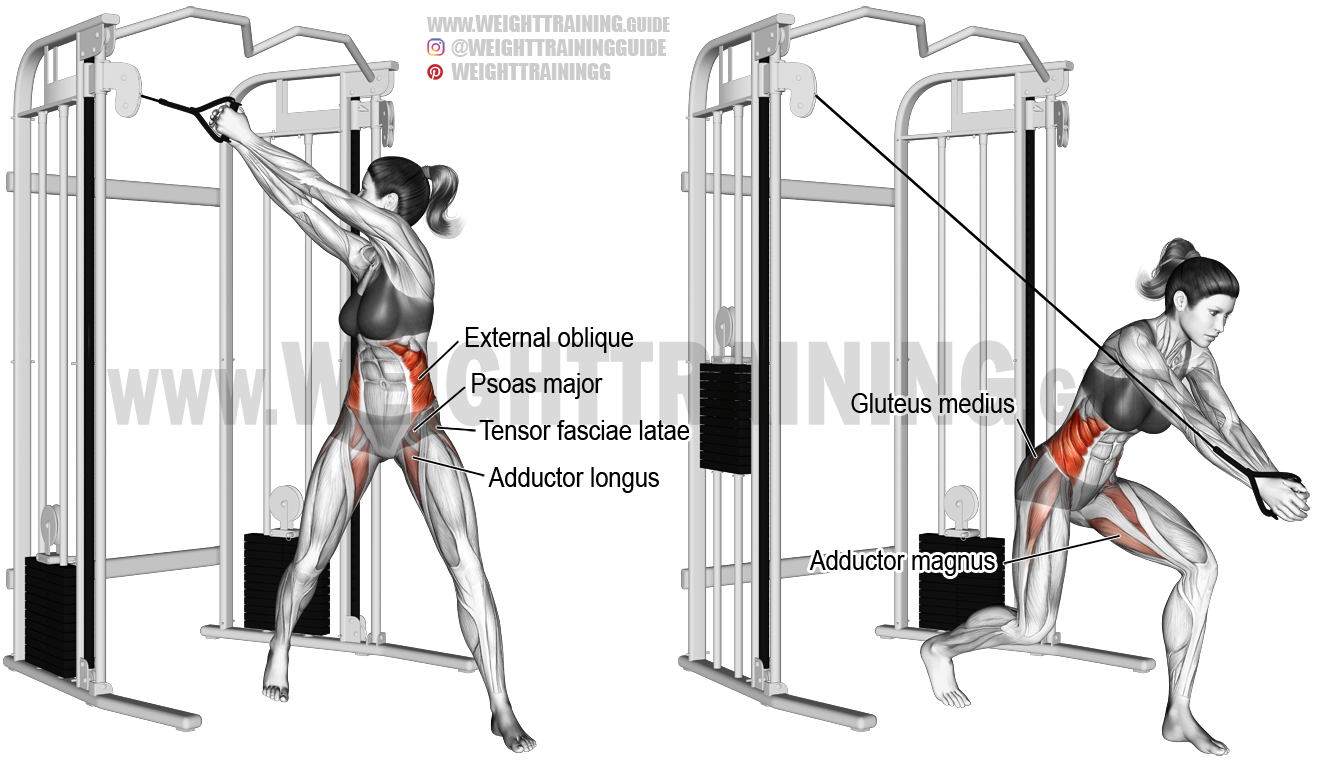 www.WEIGHTTRAINING.GUIDE
@WEIGHTTRAININGGUIDE
WEIGHTTRAININGG
External oblique
Psoas major
Tensor fasciae latae
Adductor longus
www.WEIGHTTRAINING.GUIDE
Gluteus medius
Adductor magnus